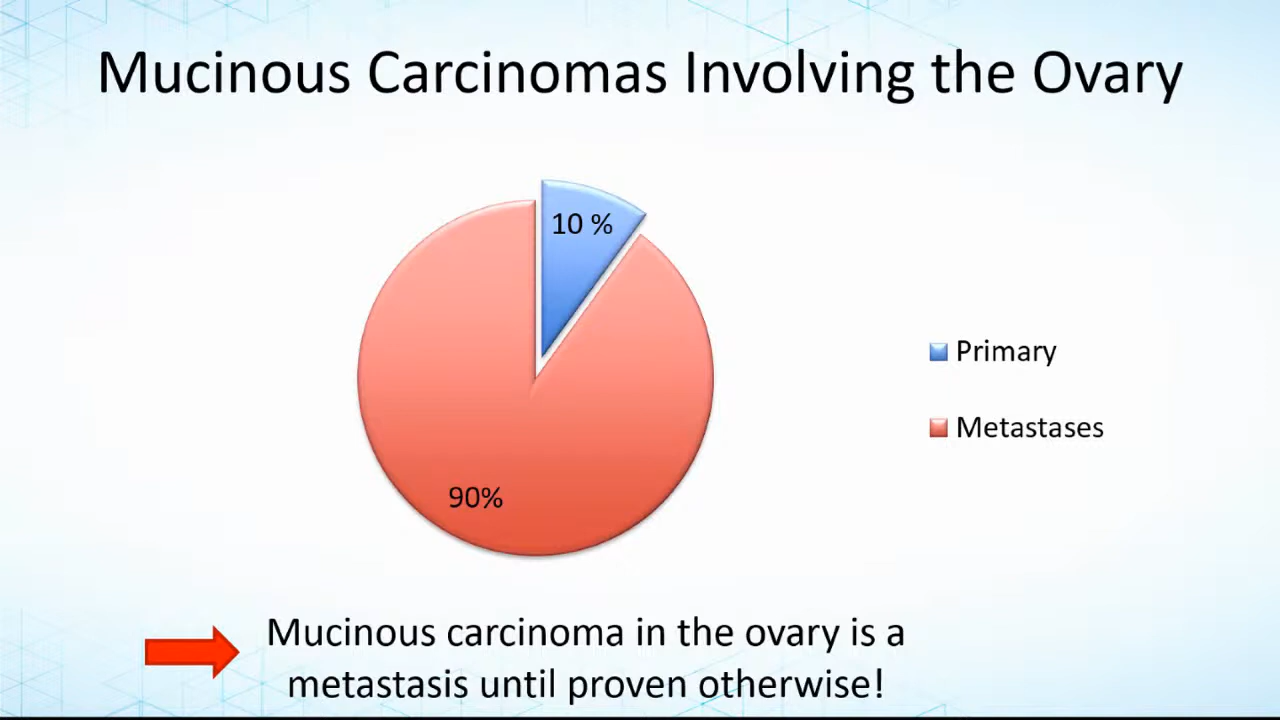 Mucinous Carcinomas Involving the Ovary
10 %
90%
Primary
Metastases
Mucinous carcinoma in the ovary is a
metastasis until proven otherwise!